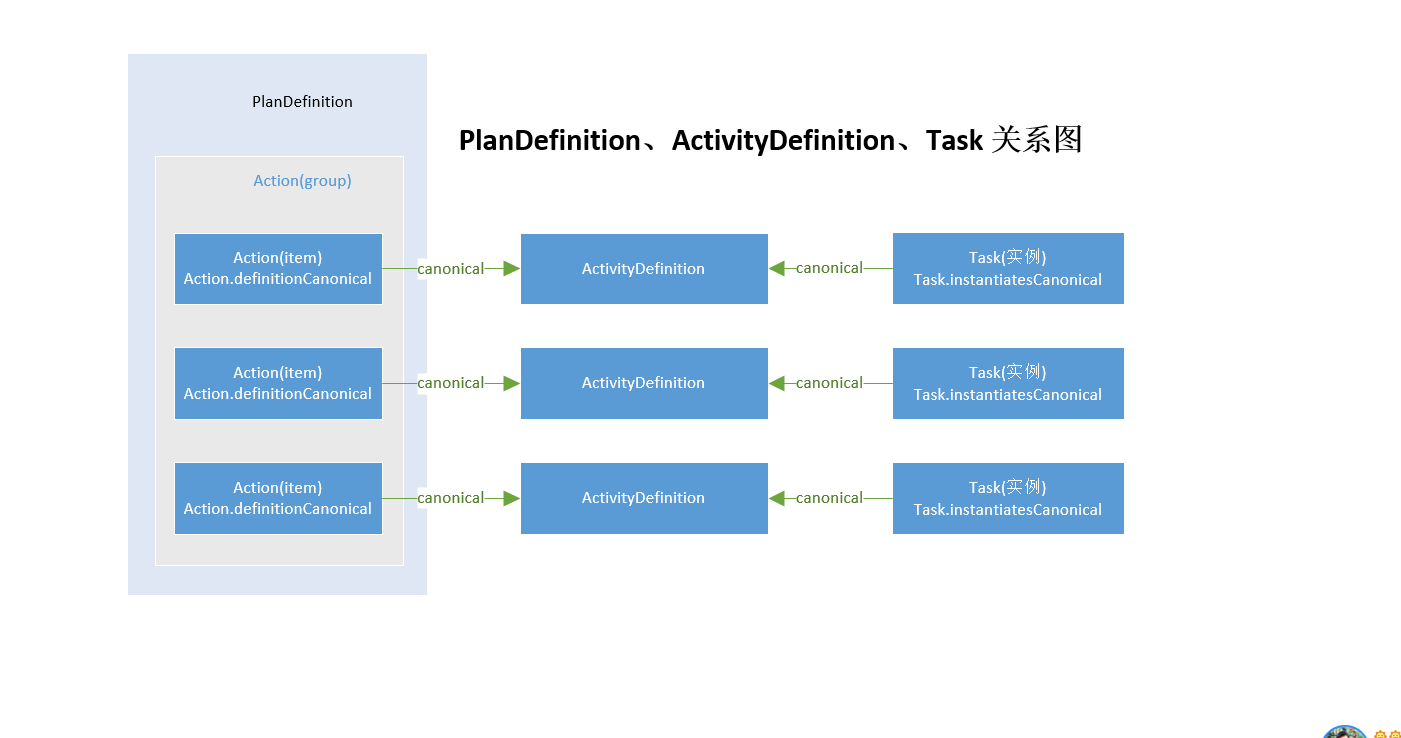 PlanDefinition
PlanDefinition、ActivityDefinition、Task 关系图
Action(group)
Action(item)
Action.definitionCanonical
canonical
ActivityDefinition
canonical
Task(实例)
Task.instantiatesCanonical
Action(item)
Action.definitionCanonical
canonical
ActivityDefinition
canonical
Task(实例)
Task.instantiatesCanonical
Action(item)
Action.definitionCanonical
canonical
ActivityDefinition
canonical
Task(实例)
Task.instantiatesCanonical